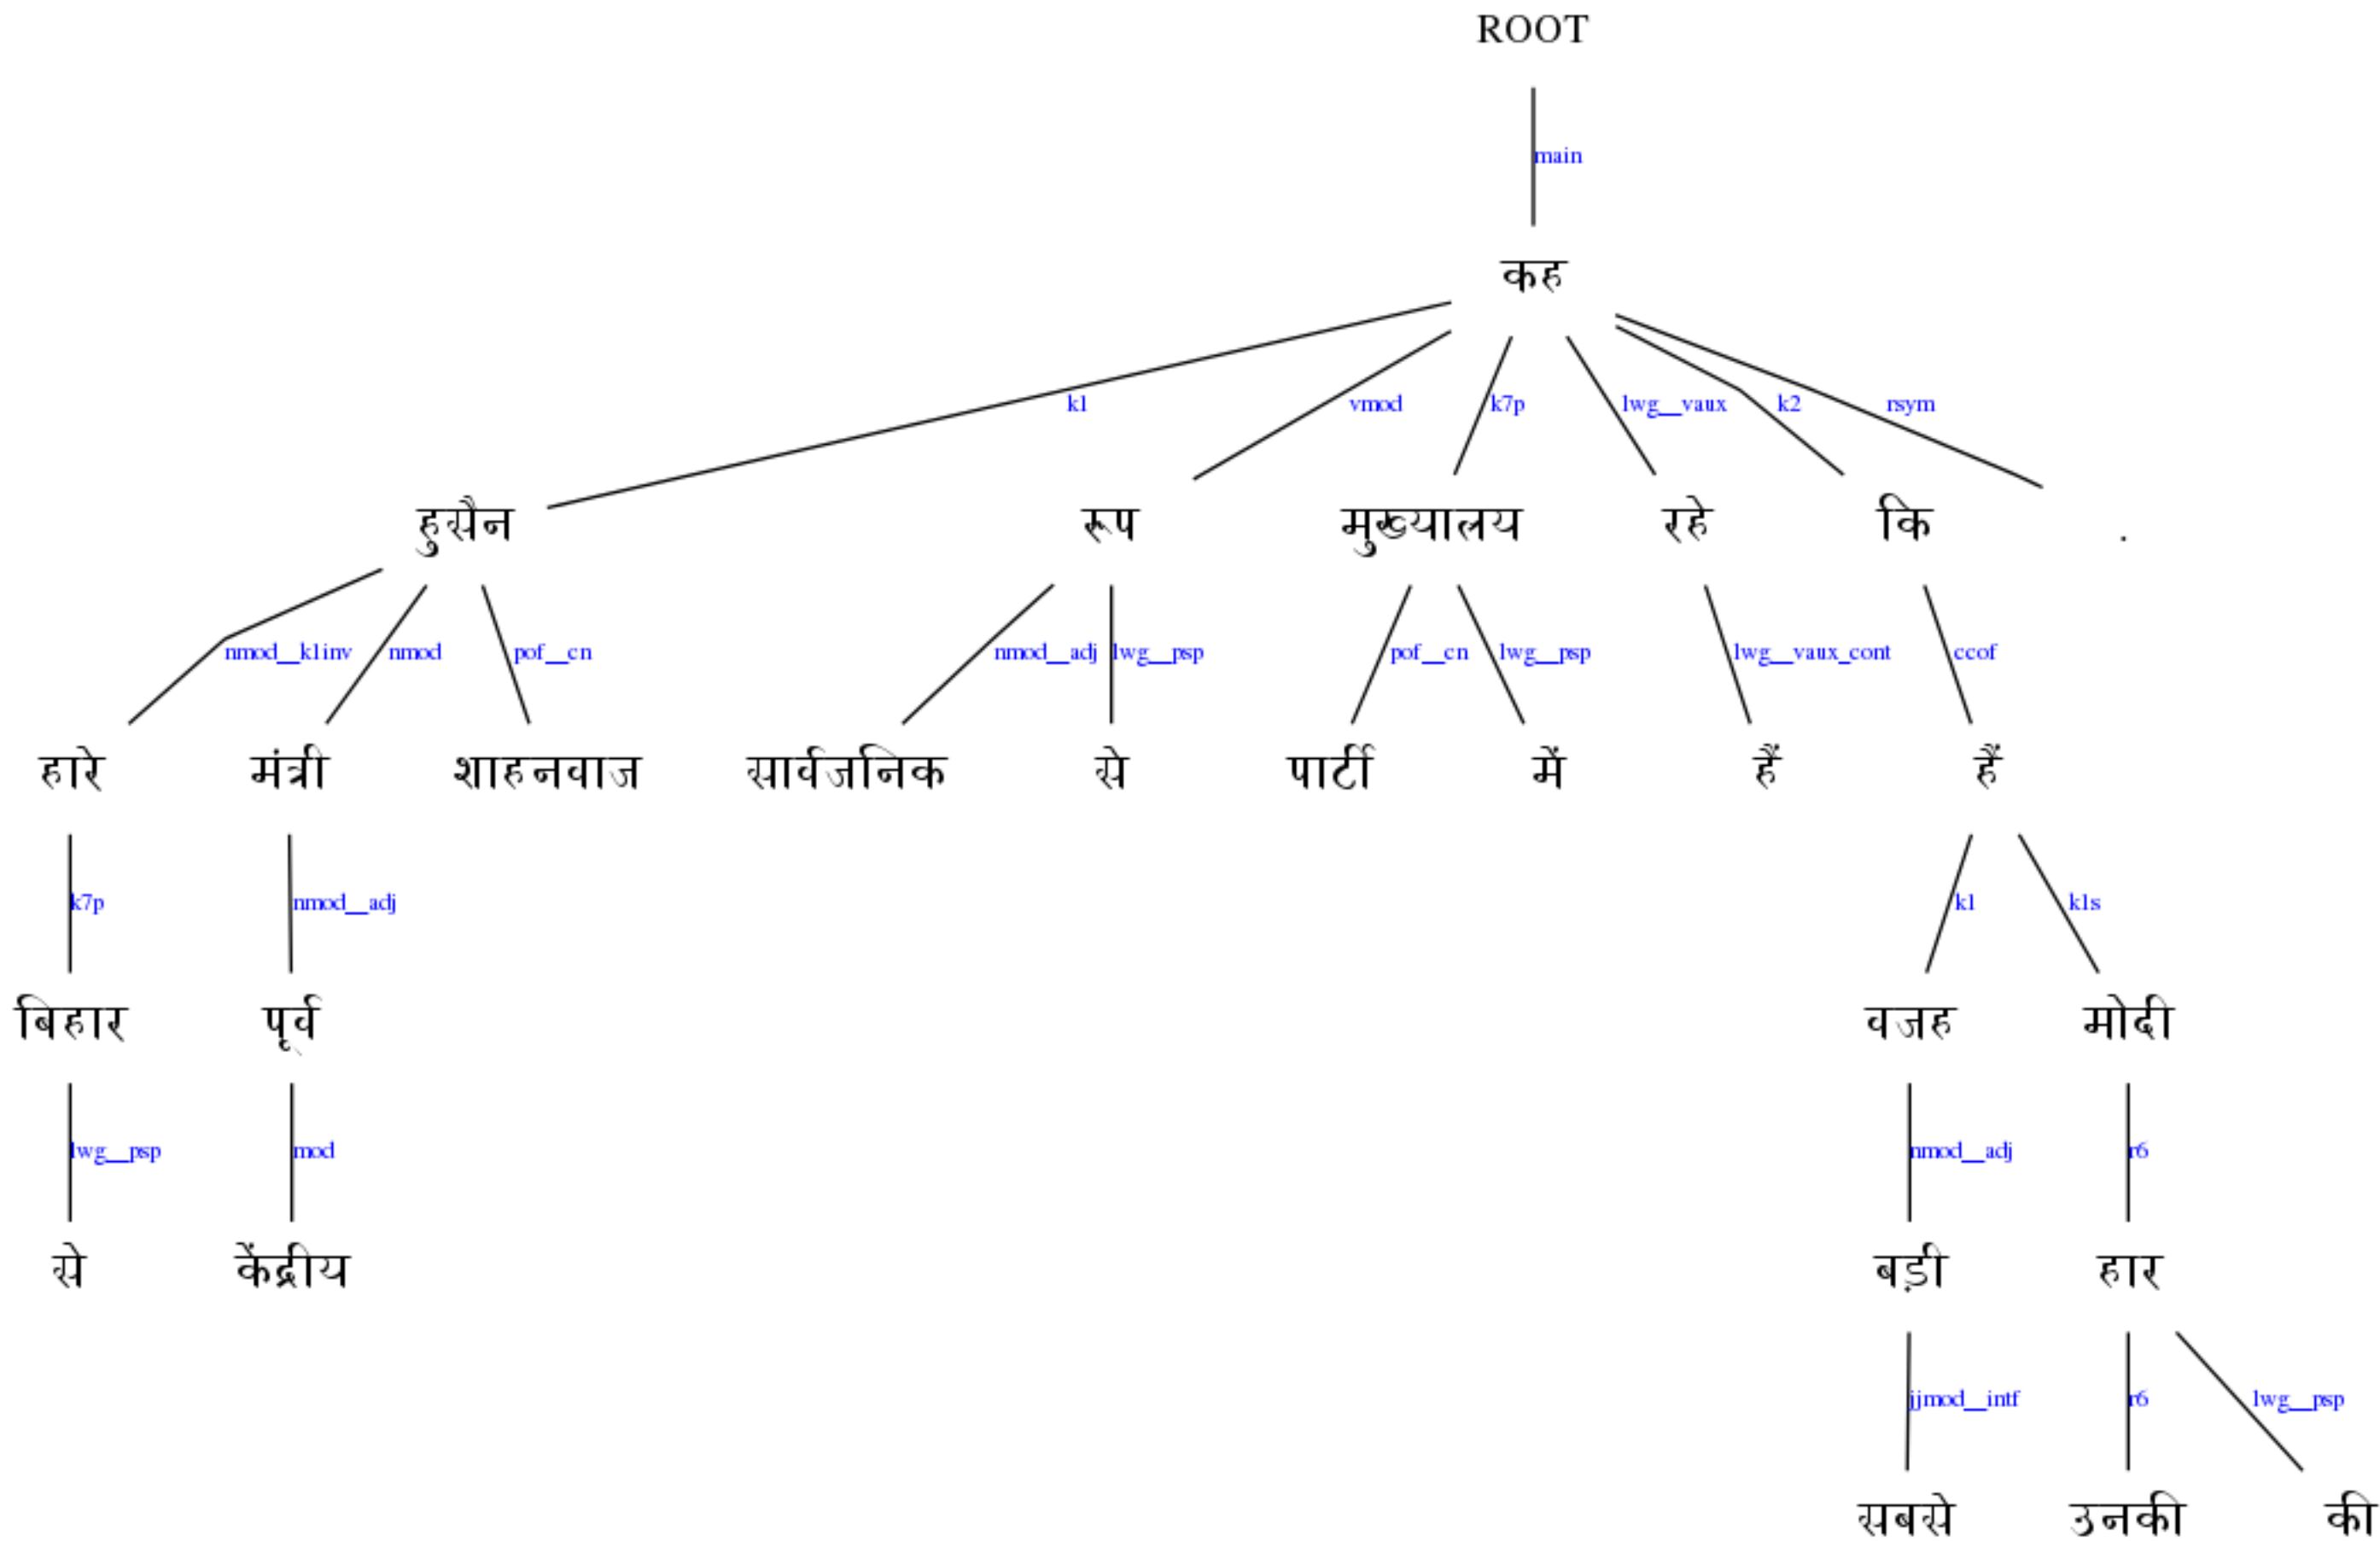 ROOT
main
कह
k1 vmod k7p lwg__vaux k2 rsym
हुसैन रूप मुख्यालय रहे कि .
nmod__k1inv nmod pof__cn nmod__adj lwg__psp pof__cn lwg__psp lwg__vaux_cont ccof
हारे मंत्री शाहनवाज सार्वजनिक से पार्टी में हैं हैं
k7p nmod__adj k1 k1s
बिहार पूर्व वजह मोदी
lwg__psp mod nmod__adj r6
से केंद्रीय बड़ी हार
jjmod__intf r6 lwg__psp
सबसे उनकी की